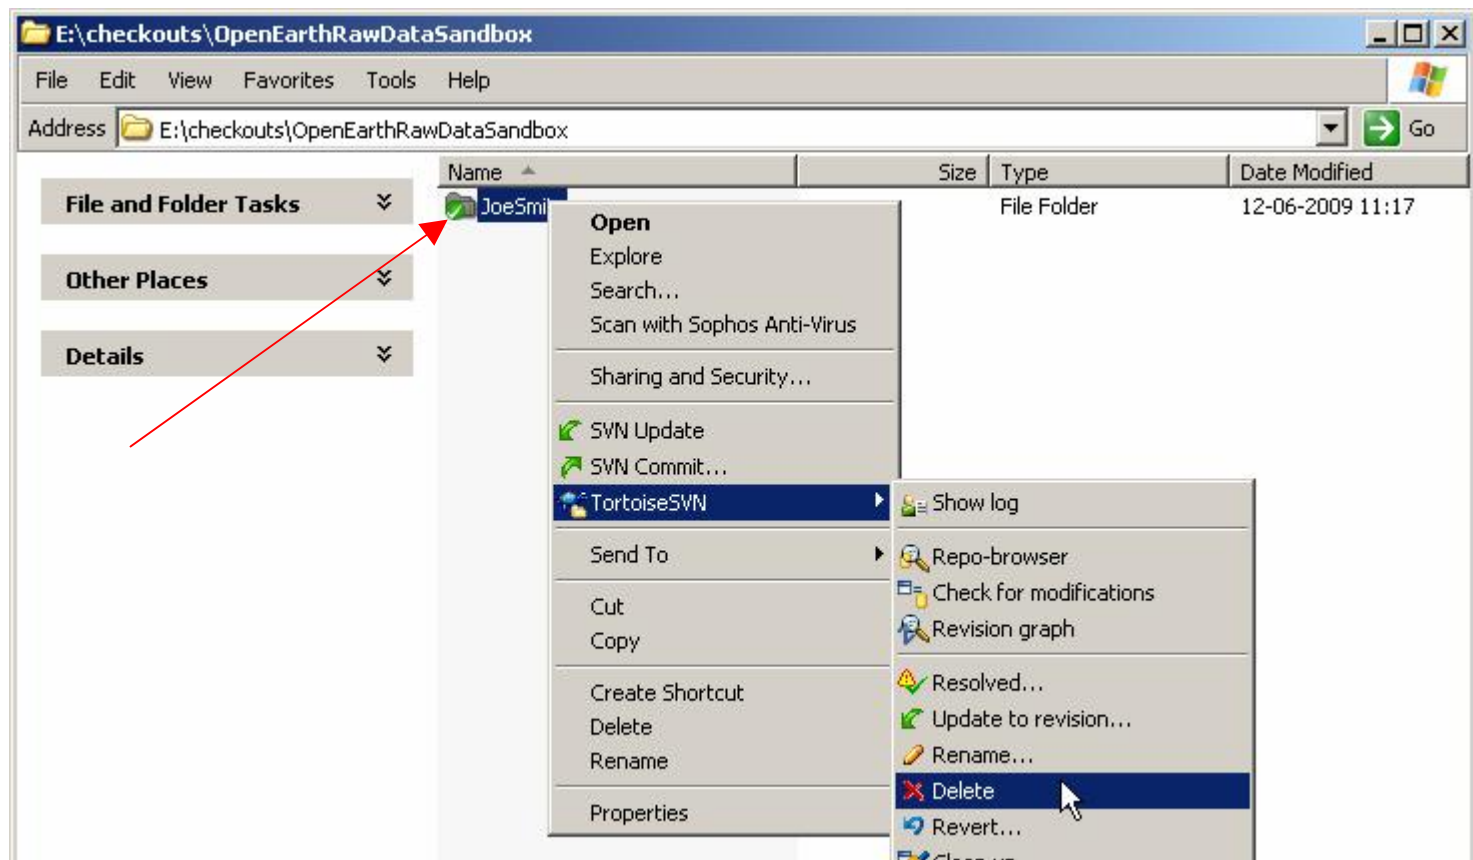 E:\checkouts\OpenEarthRawDataSandbox
File Edit View Favorites Tools Help
Address E:\checkouts\OpenEarthRawDataSandbox Go
Name Size Type Date Modified
File and Folder Tasks
Other Places
Details
File Folder 12-06-2009 11:17
Open
Explore
Search...
Scan with Sophos Anti-Virus
Sharing and Security...
SVN Update
SVN Commit...
TortoiseSVN
Send To
Cut
Copy
Create Shortcut
Delete
Rename
Properties
Show log
Repo-browser
Check for modifications
Revision graph
Resolved...
Update to revision...
Rename...
Delete
Revert...